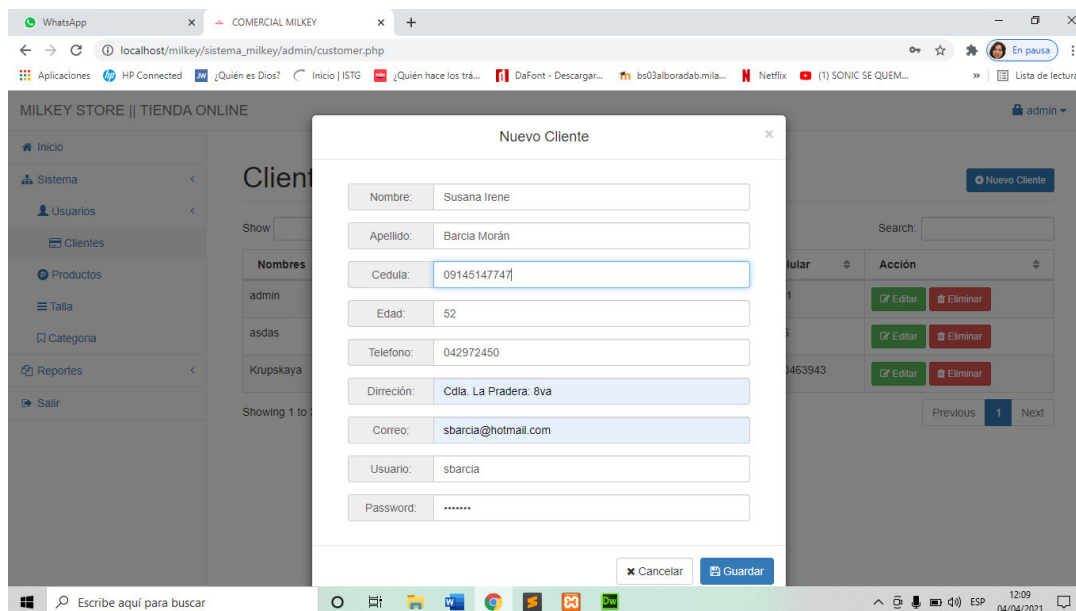 WhatsApp
COMERCIAL MILKEY
localhost/milkey/sistema_milkey/admin/customer.php
En pausa
Aplicaciones
HP Connected
¿Quién es Dios?
Inicio | ISTG
¿Quién hace los trá...
DaFont - Descargar...
bs03alboradab.mila...
Netflix
(1) SONIC SE QUEM...
»
Lista de lectura
MILKEY STORE || TIENDA ONLINE
admin
Nuevo Cliente
×
Inicio
Sistema
Usuarios
Clientes
Productos
Talla
Categoria
Reportes
Salir
Client
Nuevo Cliente
Show
Search:
Nombres
lular
Acción
admin
1
Editar
Eliminar
asdas
Editar
Eliminar
Krupskaya
0463943
Editar
Eliminar
Showing 1 to
Previous
1
Next
Nombre:
Susana Irene
Apellido:
Barcia Morán
Cedula:
09145147747
Edad:
52
Telefono:
042972450
Dirreción:
Cdla. La Pradera: 8va
Correo:
sbarcia@hotmail.com
Usuario:
sbarcia
Password:
•••••••
Cancelar
Guardar
Escribe aquí para buscar
ESP
12:09
04/04/2021